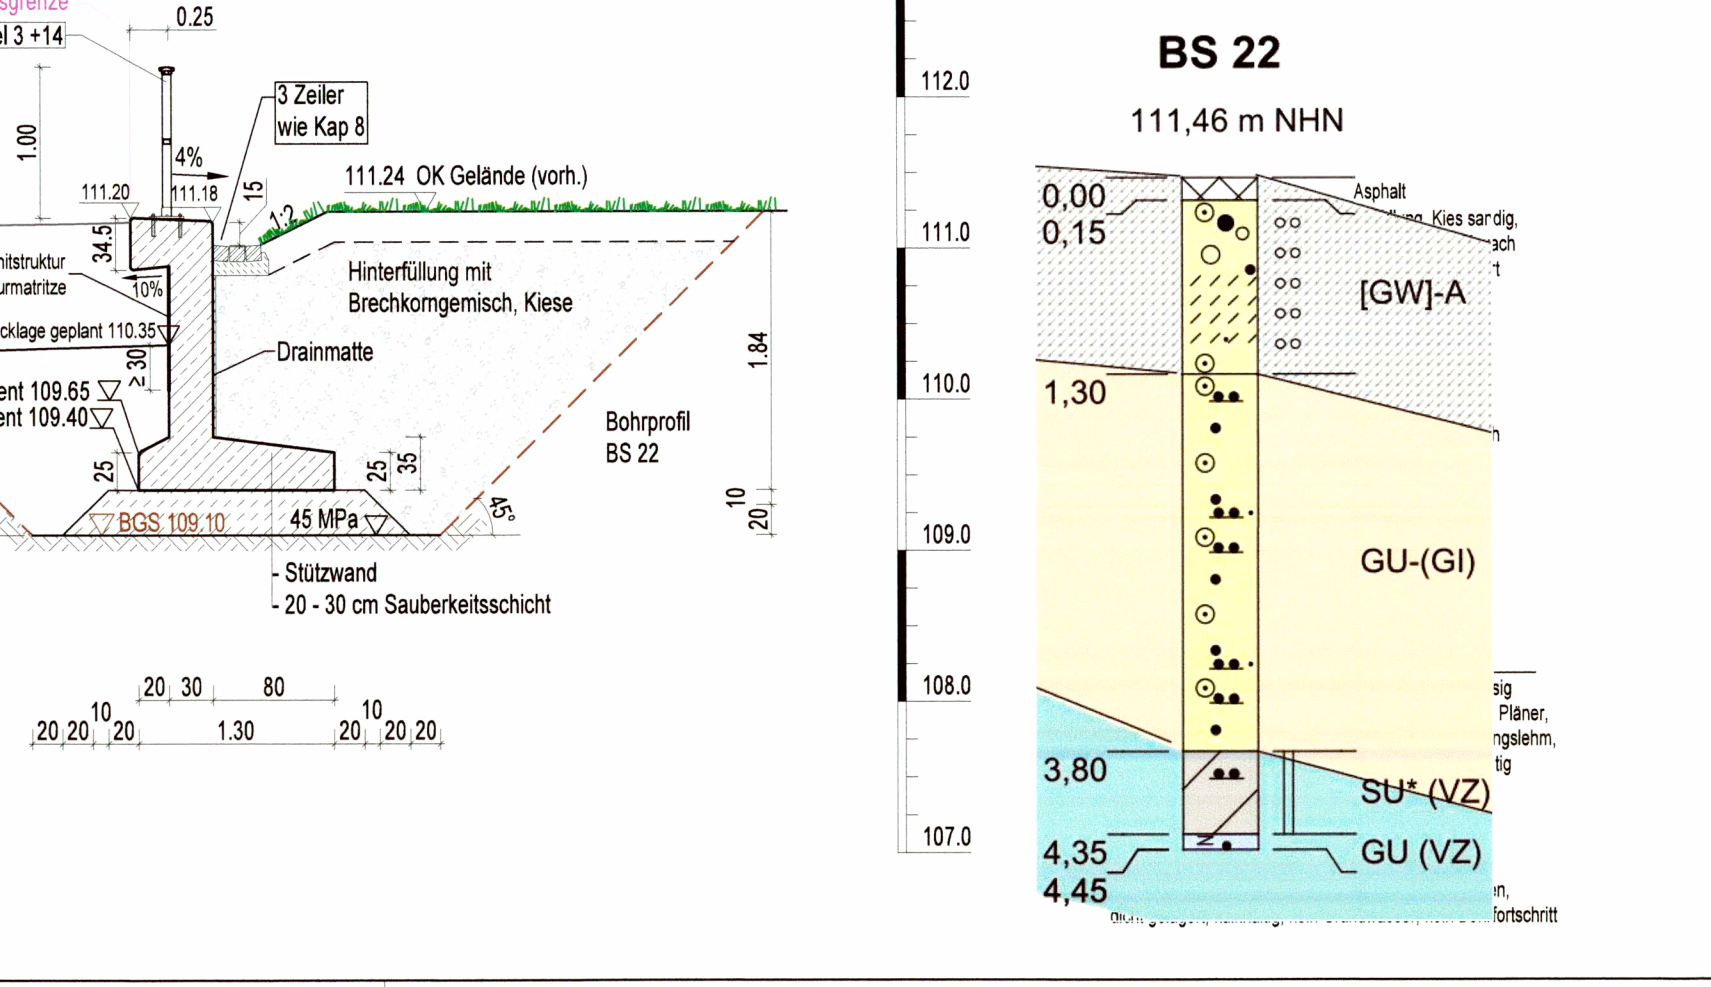 0.25
3 +14
3 Zeiler
wie Kap 8
1.00
4%
111.20
111.18
15
1:2
111.24 OK Gelände (vorh.)
34.5
10%
geplant 110.35
≥ 30
109.65
109.40
Hinterfüllung mit
Brechkorngemisch, Kiese
Drainmatte
1.84
Bohrprofil
BS 22
25
25
35
10
20
45°
BGS 109.10
45 MPa
- Stützwand
- 20 - 30 cm Sauberkeitsschicht
20 30 80
10 10
20 20 20 1.30 20 20 20
112.0
111.0
110.0
109.0
108.0
107.0
BS 22
111,46 m NHN
0,00
0,15
1,30
3,80
4,35
4,45
Asphalt
Kies sandig,
[GW]-A
GU-(GI)
Pläner,
SU* (VZ)
GU (VZ)